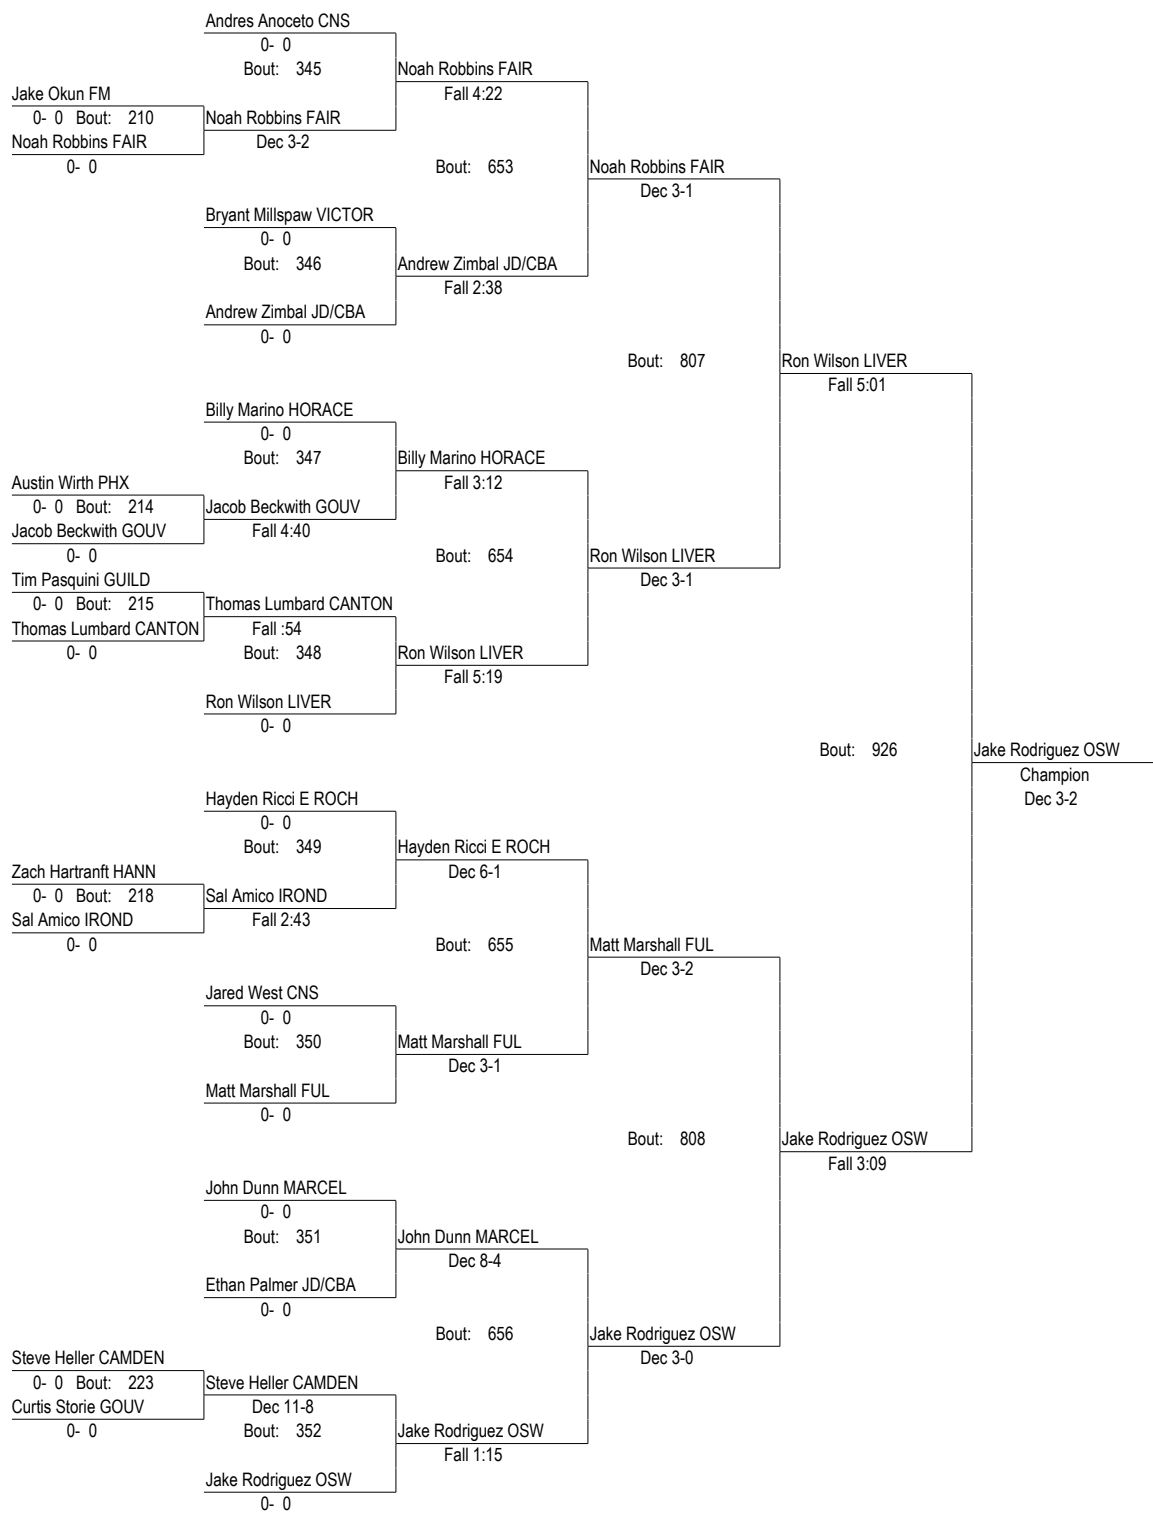 Andres Anoceto CNS
0- 0
Bout: 345
Noah Robbins FAIR
Jake Okun FM
Fall 4:22
0- 0 Bout: 210
Noah Robbins FAIR
Noah Robbins FAIR
Dec 3-2
0- 0
Bout: 653
Noah Robbins FAIR
Dec 3-1
Bryant Millspaw VICTOR
0- 0
Bout: 346
Andrew Zimbal JD/CBA
Fall 2:38
Andrew Zimbal JD/CBA
0- 0
Bout: 807
Ron Wilson LIVER
Fall 5:01
Billy Marino HORACE
0- 0
Bout: 347
Billy Marino HORACE
Austin Wirth PHX
Fall 3:12
0- 0 Bout: 214
Jacob Beckwith GOUV
Jacob Beckwith GOUV
Fall 4:40
0- 0
Bout: 654
Ron Wilson LIVER
Tim Pasquini GUILD
Dec 3-1
0- 0 Bout: 215
Thomas Lumbard CANTON
Thomas Lumbard CANTON
Fall :54
0- 0
Bout: 348
Ron Wilson LIVER
Fall 5:19
Ron Wilson LIVER
0- 0
Bout: 926
Jake Rodriguez OSW
Champion
Dec 3-2
Hayden Ricci E ROCH
0- 0
Bout: 349
Hayden Ricci E ROCH
Zach Hartranft HANN
Dec 6-1
0- 0 Bout: 218
Sal Amico IROND
Sal Amico IROND
Fall 2:43
0- 0
Bout: 655
Matt Marshall FUL
Dec 3-2
Jared West CNS
0- 0
Bout: 350
Matt Marshall FUL
Dec 3-1
Matt Marshall FUL
0- 0
Bout: 808
Jake Rodriguez OSW
Fall 3:09
John Dunn MARCEL
0- 0
Bout: 351
John Dunn MARCEL
Dec 8-4
Ethan Palmer JD/CBA
0- 0
Bout: 656
Jake Rodriguez OSW
Steve Heller CAMDEN
Dec 3-0
0- 0 Bout: 223
Steve Heller CAMDEN
Curtis Storie GOUV
Dec 11-8
0- 0
Bout: 352
Jake Rodriguez OSW
Fall 1:15
Jake Rodriguez OSW
0- 0